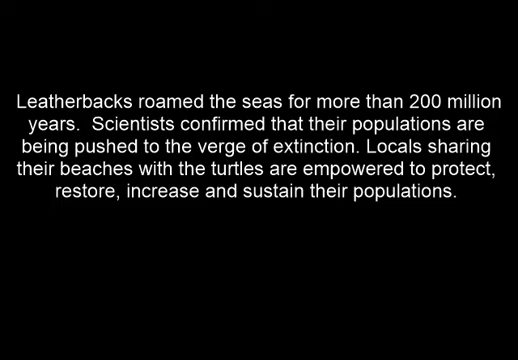 Leatherbacks roamed the seas for more than 200 million
years.  Scientists confirmed that their populations are
being pushed to the verge of extinction. Locals sharing
their beaches with the turtles are empowered to protect,
restore, increase and sustain their populations.